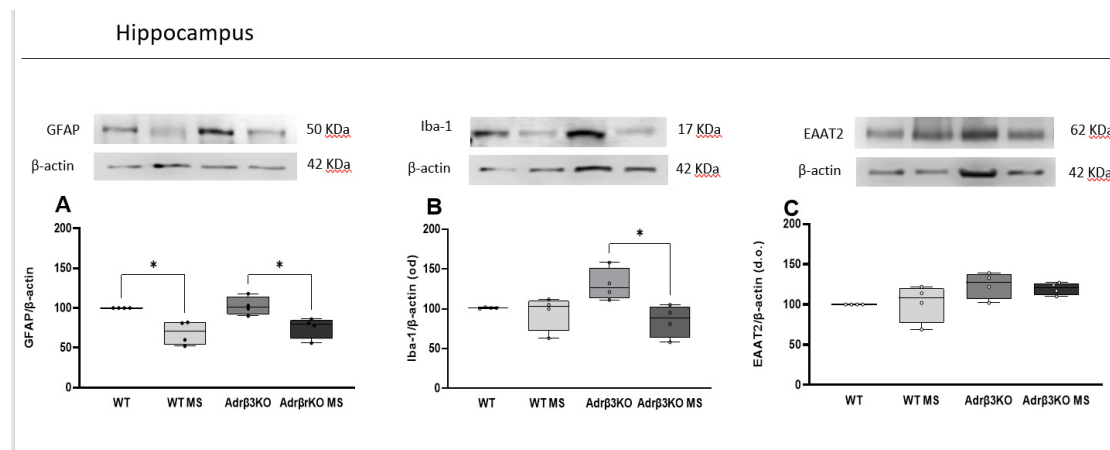 Hippocampus
GFAP 50 KDa
β-actin 42 KDa
Iba-1 17 KDa
β-actin 42 KDa
EAAT2 62 KDa
β-actin 42 KDa
A
GFAP/β-actin
200
150
100
50
0
*
*
WT WT MS Adrβ3KO AdrβrKO MS
B
Iba-1/β-actin (od)
200
150
100
50
0
*
WT WT MS Adrβ3KO Adrβ3KO MS
C
EAAT2/β-actin (d.o.)
200
150
100
50
0
WT WT MS Adrβ3KO Adrβ3KO MS